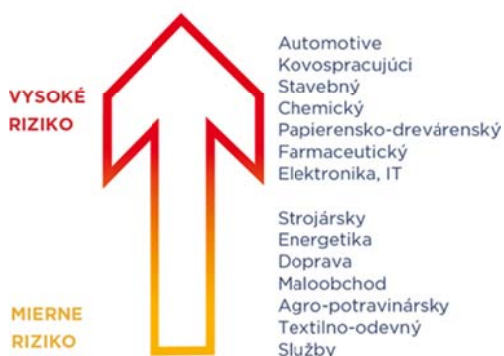 VYSOKÉ
RIZIKO
MIERNE
RIZIKO
Automotive
Kovospracujúci
Stavebný
Chemický
Papierensko-drevárenský
Farmaceutický
Elektronika, IT
Strojársky
Energetika
Doprava
Maloobchod
Agro-potravinársky
Textilno-odevný
Služby